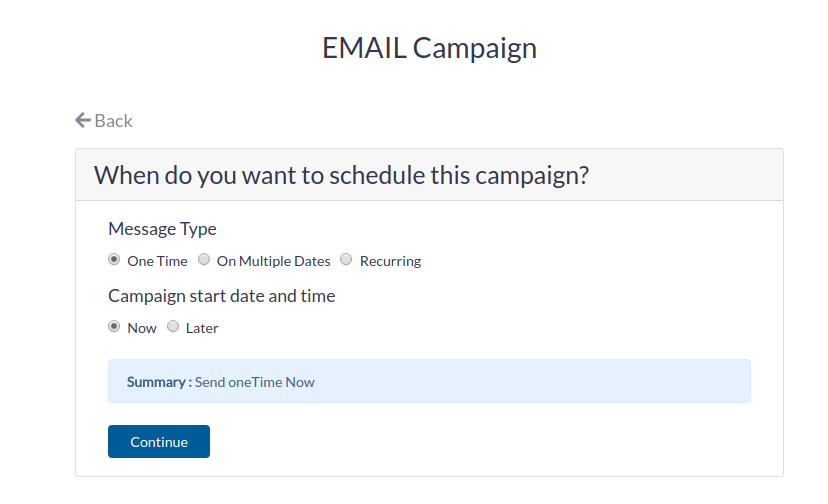 EMAIL Campaign
Back
When do you want to schedule this campaign?
Message Type
One Time On Multiple Dates Recurring
Campaign start date and time
Now Later
Summary : Send oneTime Now
Continue